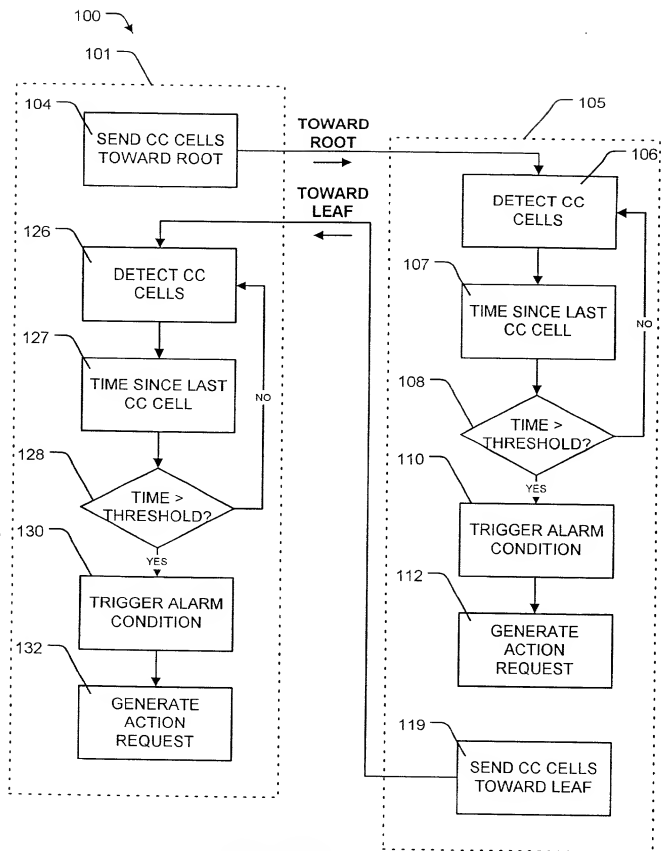 100
101
104
SEND CC CELLS
TOWARD ROOT
TOWARD
ROOT
TOWARD
LEAF
126
DETECT CC
CELLS
127
TIME SINCE LAST
CC CELL
NO
128
TIME >
THRESHOLD?
YES
130
TRIGGER ALARM
CONDITION
132
GENERATE
ACTION
REQUEST
105
106
DETECT CC
CELLS
107
TIME SINCE LAST
CC CELL
NO
108
TIME >
THRESHOLD?
YES
110
TRIGGER ALARM
CONDITION
112
GENERATE
ACTION
REQUEST
119
SEND CC CELLS
TOWARD LEAF